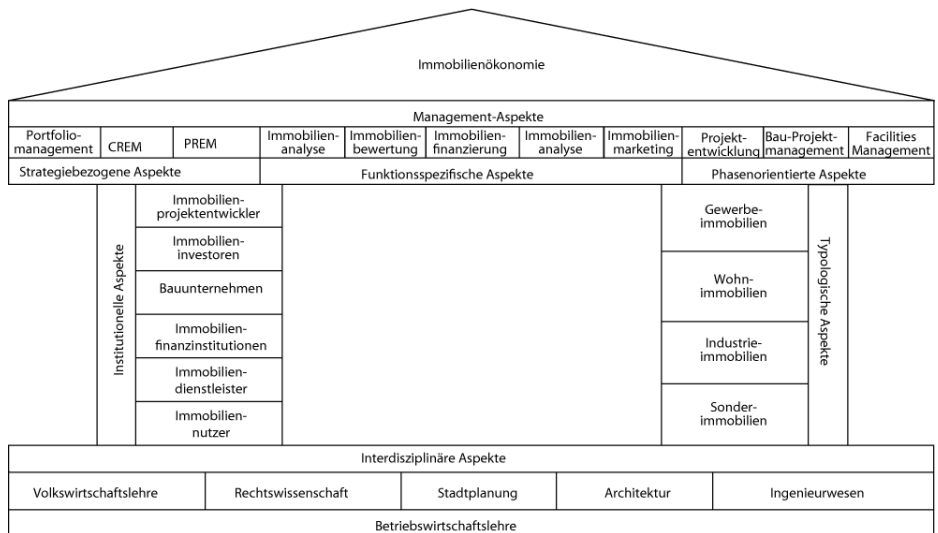 Immobilienökonomie
Management-Aspekte
Portfolio-
management
CREM
PREM
Immobilien-
analyse
Immobilien-
bewertung
Immobilien-
finanzierung
Immobilien-
analyse
Immobilien-
marketing
Projekt-
entwicklung
Bau-Projekt-
management
Facilities
Management
Strategiebezogene Aspekte
Funktionsspezifische Aspekte
Phasenorientierte Aspekte
Institutionelle Aspekte
Immobilien-
projektentwickler
Immobilien-
investoren
Bauunternehmen
Immobilien-
finanzinstitutionen
Immobilien-
dienstleister
Immobilien-
nutzer
Gewerbe-
immobilien
Wohn-
immobilien
Industrie-
immobilien
Sonder-
immobilien
Typologische Aspekte
Interdisziplinäre Aspekte
Volkswirtschaftslehre
Rechtswissenschaft
Stadtplanung
Architektur
Ingenieurwesen
Betriebswirtschaftslehre